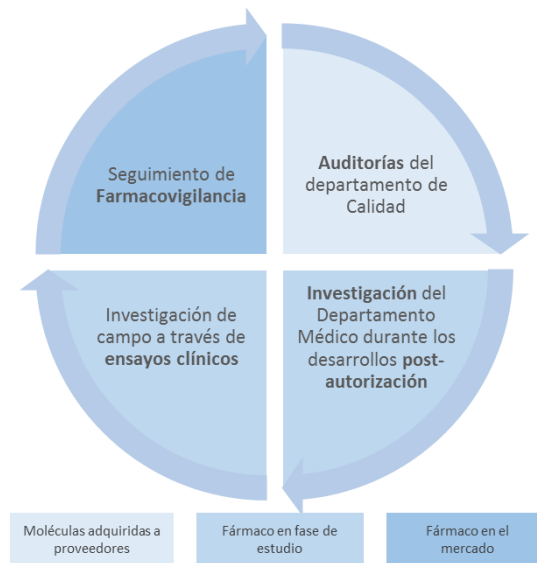 Seguimiento de
Farmacovigilancia
Auditorías del
departamento de
Calidad
Investigación de
campo a través de
ensayos clínicos
Investigación del
Departamento
Médico durante los
desarrollos post-
autorización
Moléculas adquiridas a
proveedores
Fármaco en fase de
estudio
Fármaco en el
mercado